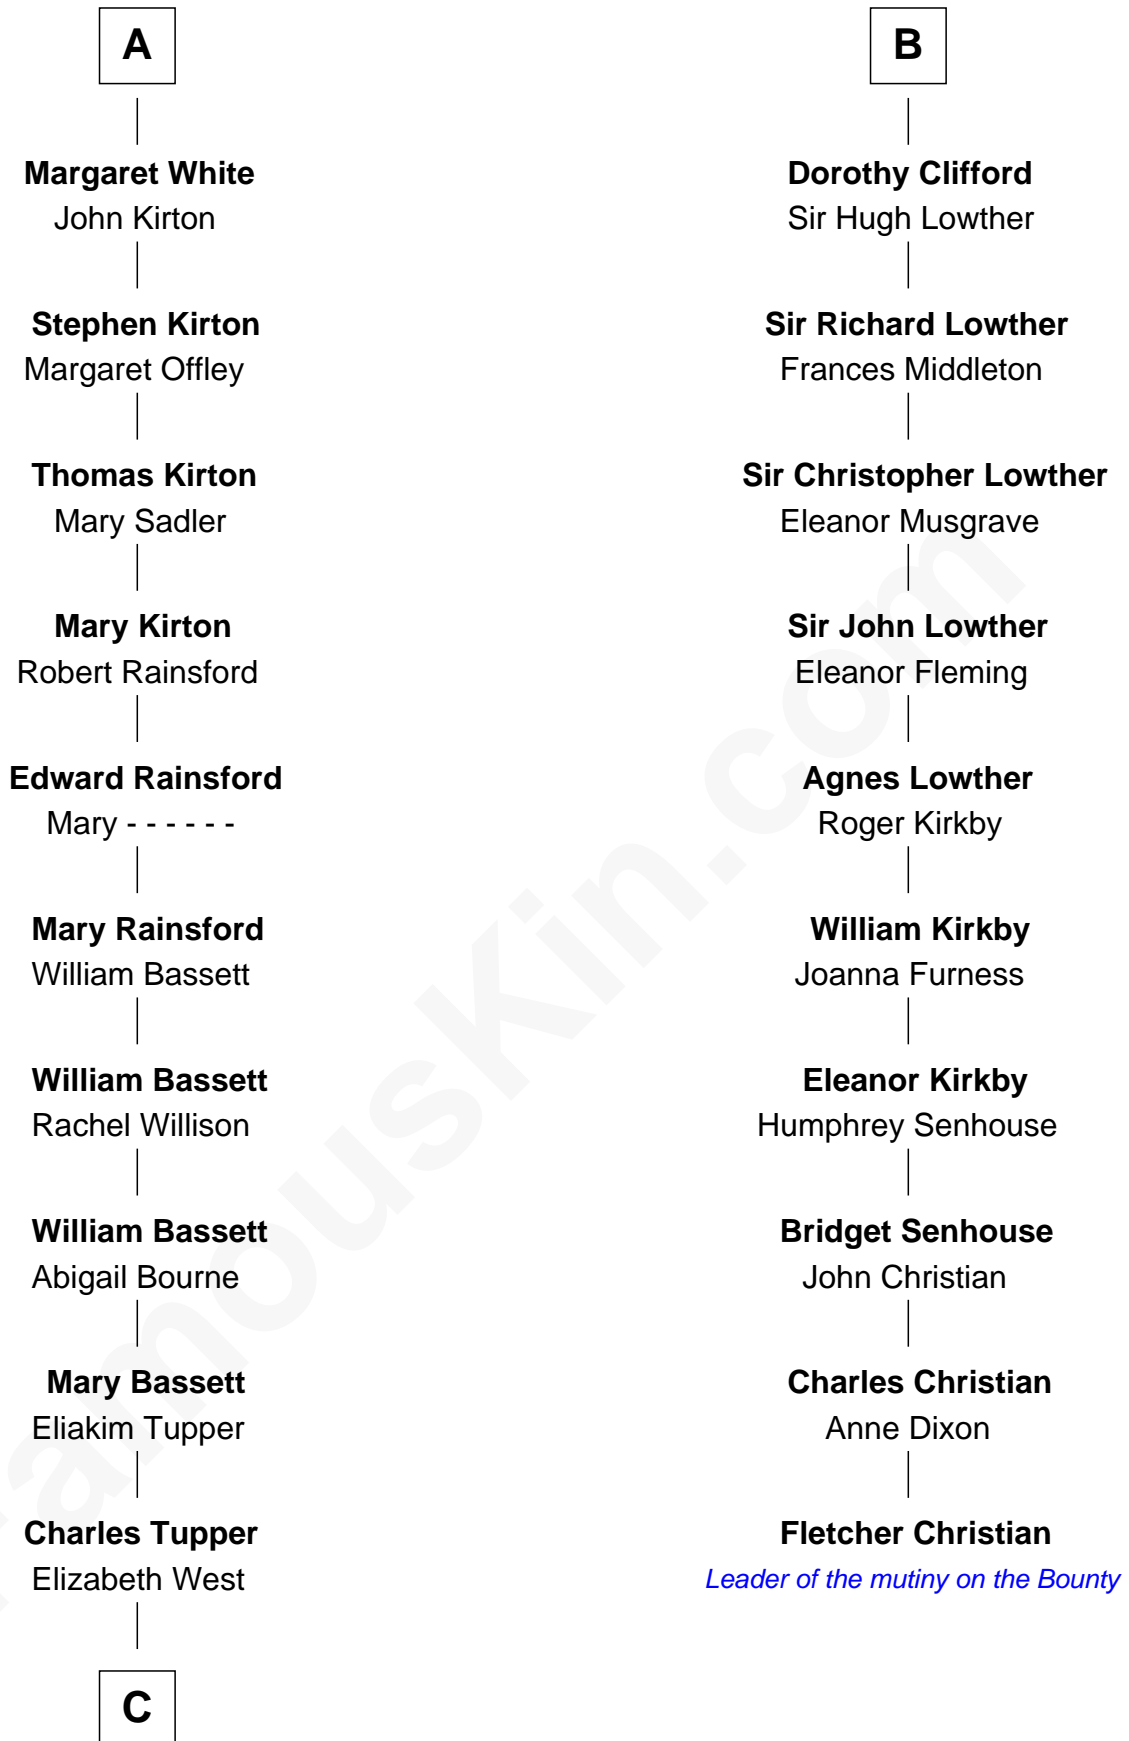 A
Margaret White
John Kirton
Stephen Kirton
Margaret Offley
Thomas Kirton
Mary Sadler
Mary Kirton
Robert Rainsford
Edward Rainsford
Mary - - - - - -
Mary Rainsford
William Bassett
William Bassett
Rachel Willison
William Bassett
Abigail Bourne
Mary Bassett
Eliakim Tupper
Charles Tupper
Elizabeth West
C
B
Dorothy Clifford
Sir Hugh Lowther
Sir Richard Lowther
Frances Middleton
Sir Christopher Lowther
Eleanor Musgrave
Sir John Lowther
Eleanor Fleming
Agnes Lowther
Roger Kirkby
William Kirkby
Joanna Furness
Eleanor Kirkby
Humphrey Senhouse
Bridget Senhouse
John Christian
Charles Christian
Anne Dixon
Fletcher Christian
Leader of the mutiny on the Bounty
FamousKin.com